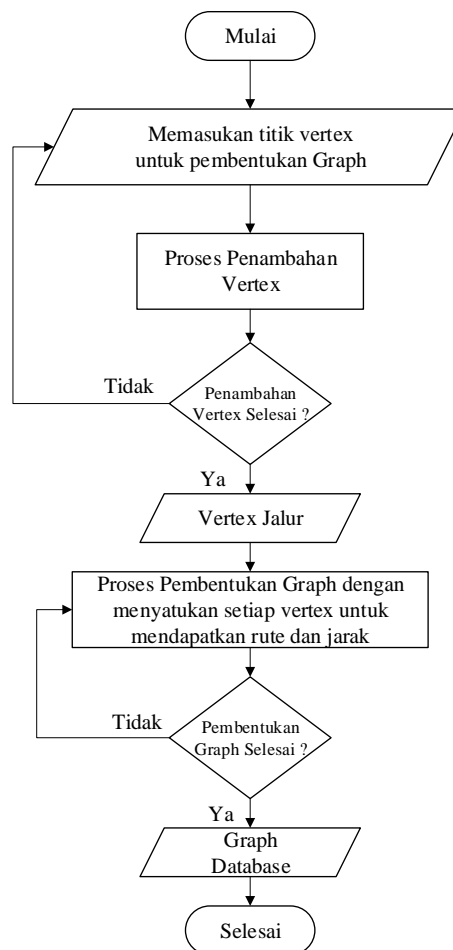 Mulai
Memasukan titik vertex
untuk pembentukan Graph
Proses Penambahan
Vertex
Tidak
Penambahan
Vertex Selesai ?
Ya
Vertex Jalur
Proses Pembentukan Graph dengan
menyatukan setiap vertex untuk
mendapatkan rute dan jarak
Tidak
Pembentukan
Graph Selesai ?
Ya
Graph
Database
Selesai